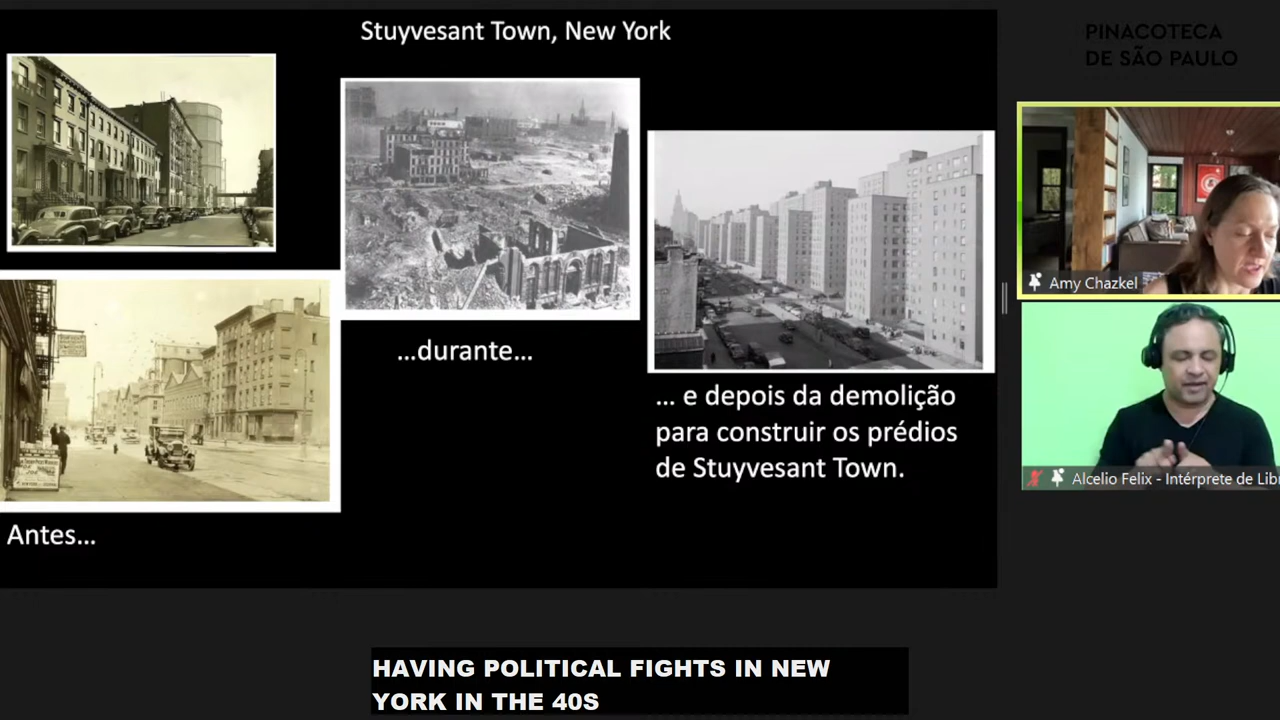 Stuyvesant Town, New York
PINACOTECA
DE SÃO PAULO
...durante...
... e depois da demolição
para construir os prédios
de Stuyvesant Town.
Antes...
Amy Chazkel
Alcelio Felix - Intérprete de Lib
HAVING POLITICAL FIGHTS IN NEW
YORK IN THE 40S